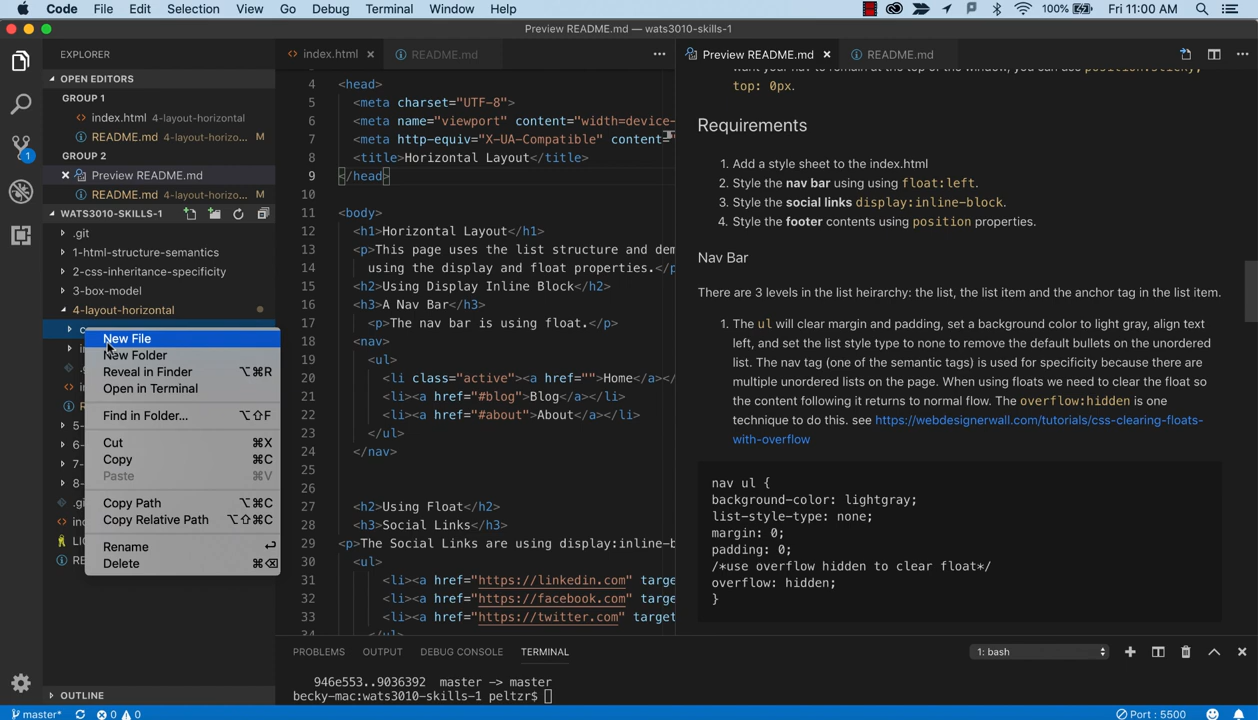 Code File Edit Selection View Go Debug Terminal Window Help 100% Fri 11:00 AM
Preview README.md — wats3010-skills-1
EXPLORER
OPEN EDITORS
GROUP 1
index.html 4-layout-horizontal
README.md 4-layout-horizo... M
GROUP 2
Preview README.md
README.md 4-layout-horizo... M
WATS3010-SKILLS-1
.git
1-html-structure-semantics
2-css-inheritance-specificity
3-box-model
4-layout-horizontal
New File
New Folder
Reveal in Finder ⌥⌘R
Open in Terminal
Find in Folder... ⌥⇧F
Cut ⌘X
Copy ⌘C
Paste ⌘V
Copy Path ⌥⌘C
Copy Relative Path ⌥⇧⌘C
Rename ↩
Delete ⌘⌫
OUTLINE
1
index.html
README.md
4 <head>
5 <meta charset="UTF-8">
6 <meta name="viewport" content="width=device-
7 <meta http-equiv="X-UA-Compatible" content=
8 <title>Horizontal Layout</title>
9 </head>
10
11 <body>
12 <h1>Horizontal Layout</h1>
13 <p>This page uses the list structure and dem
14 using the display and float properties.</p
15 <h2>Using Display Inline Block</h2>
16 <h3>A Nav Bar</h3>
17 <p>The nav bar is using float.</p>
18 <nav>
19 <ul>
20 <li class="active"><a href="">Home</a></
21 <li><a href="#blog">Blog</a></li>
22 <li><a href="#about">About</a></li>
23 </ul>
24 </nav>
25
26
27 <h2>Using Float</h2>
28 <h3>Social Links</h3>
29 <p>The Social Links are using display:inline-b
30 <ul>
31 <li><a href="https://linkedin.com" target
32 <li><a href="https://facebook.com" targe
33 <li><a href="https://twitter.com" target
34 </ul>
Preview README.md
README.md
want your nav to remain at the top of the window, you can use position:sticky;
top: 0px.
Requirements
1. Add a style sheet to the index.html
2. Style the nav bar using using float:left.
3. Style the social links display:inline-block.
4. Style the footer contents using position properties.
Nav Bar
There are 3 levels in the list heirarchy: the list, the list item and the anchor tag in the list item.
1. The ul will clear margin and padding, set a background color to light gray, align text
left, and set the list style type to none to remove the default bullets on the unordered
list. The nav tag (one of the semantic tags) is used for specificity because there are
multiple unordered lists on the page. When using floats we need to clear the float so
the content following it returns to normal flow. The overflow:hidden is one
technique to do this. see https://webdesignerwall.com/tutorials/css-clearing-floats-
with-overflow
nav ul {
background-color: lightgray;
list-style-type: none;
margin: 0;
padding: 0;
/*use overflow hidden to clear float*/
overflow: hidden;
}
PROBLEMS OUTPUT DEBUG CONSOLE TERMINAL 1: bash
946e553..9036392 master -> master
becky-mac:wats3010-skills-1 peltzr$
master* 0 0 Port : 5500